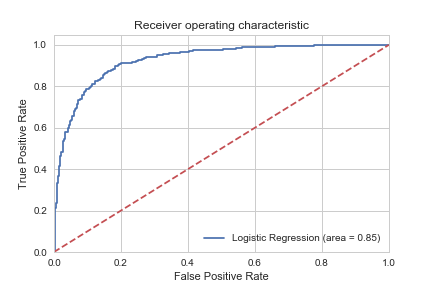 Receiver operating characteristic
1.0
0.8
0.6
0.4
0.2
0.0
True Positive Rate
Logistic Regression (area = 0.85)
0.0 0.2 0.4 0.6 0.8 1.0
False Positive Rate